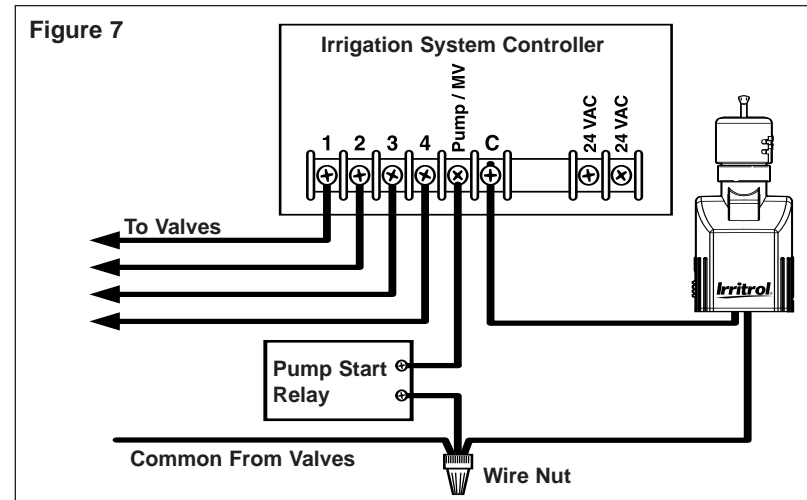 Figure 7
Irrigation System Controller
Pump / MV
24 VAC
24 VAC
1 2 3 4 C
To Valves
Irritrol
Pump Start
Relay
Common From Valves
Wire Nut